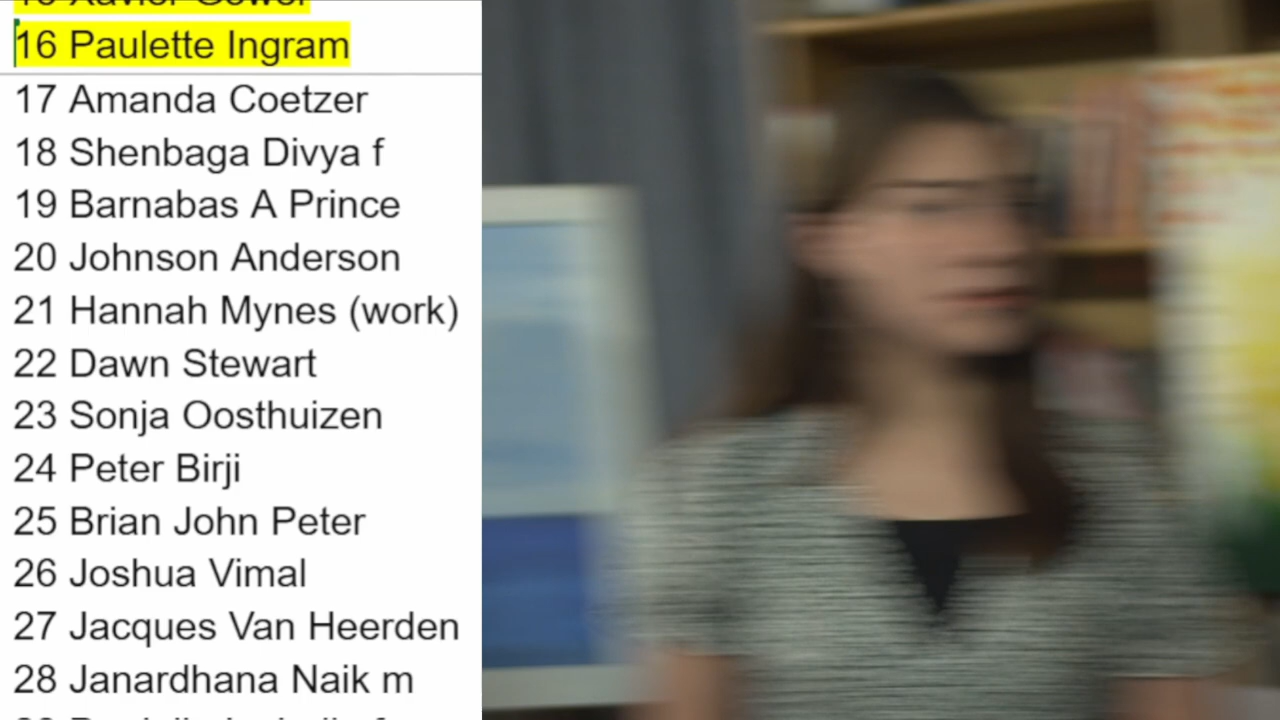 16 Paulette Ingram
17 Amanda Coetzer
18 Shenbaga Divya f
19 Barnabas A Prince
20 Johnson Anderson
21 Hannah Mynes (work)
22 Dawn Stewart
23 Sonja Oosthuizen
24 Peter Birji
25 Brian John Peter
26 Joshua Vimal
27 Jacques Van Heerden
28 Janardhana Naik m